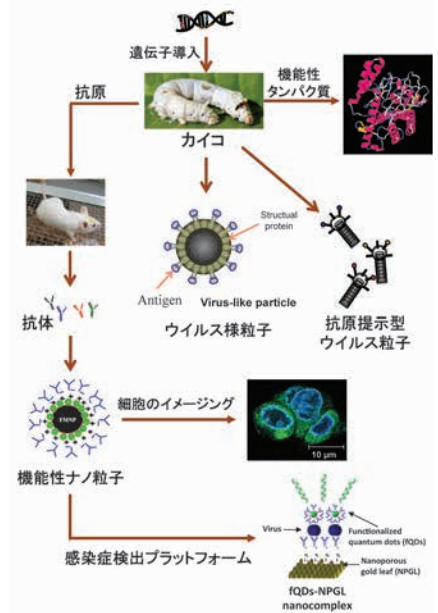 遺伝子導入
抗原
機能性
タンパク質
カイコ
Structual
protein
Antigen
Virus-like particle
ウイルス様粒子
抗原提示型
ウイルス粒子
抗体
FMNP
細胞のイメージング
10 μm
機能性ナノ粒子
Virus
Functionalized
quantum dots (fQDs)
Nanoporous
gold leaf (NPGL)
感染症検出プラットフォーム
fQDs-NPGL
nanocomplex